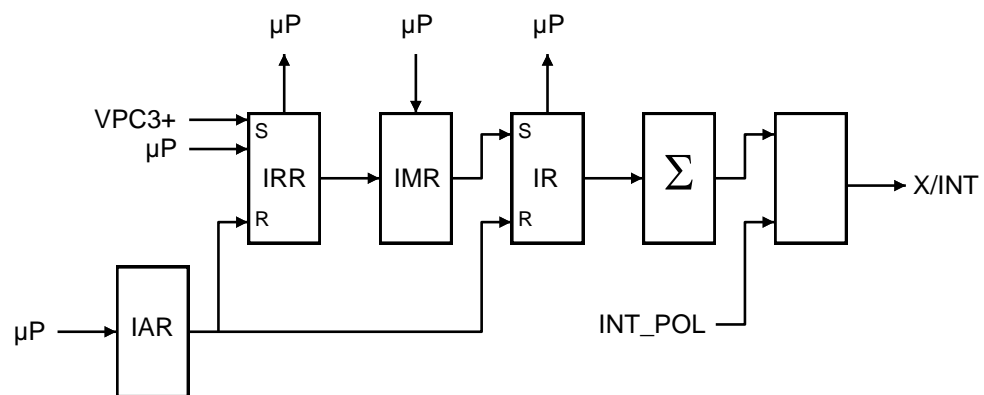 µP µP µP
VPC3+
µP
S
IRR
R
IMR
S
IR
R
Σ
X/INT
µP
IAR
INT_POL